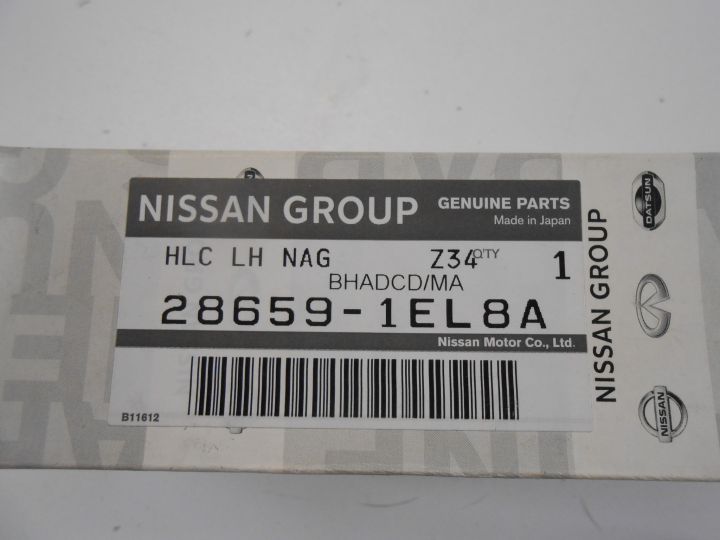 NISSAN GROUP
GENUINE PARTS
Made in Japan
HLC LH NAG Z34 Q'TY 1
BHADCD/MA
28659-1EL8A
Nissan Motor Co., Ltd.
B11612
NISSAN GROUP
DATSUN
NISSAN